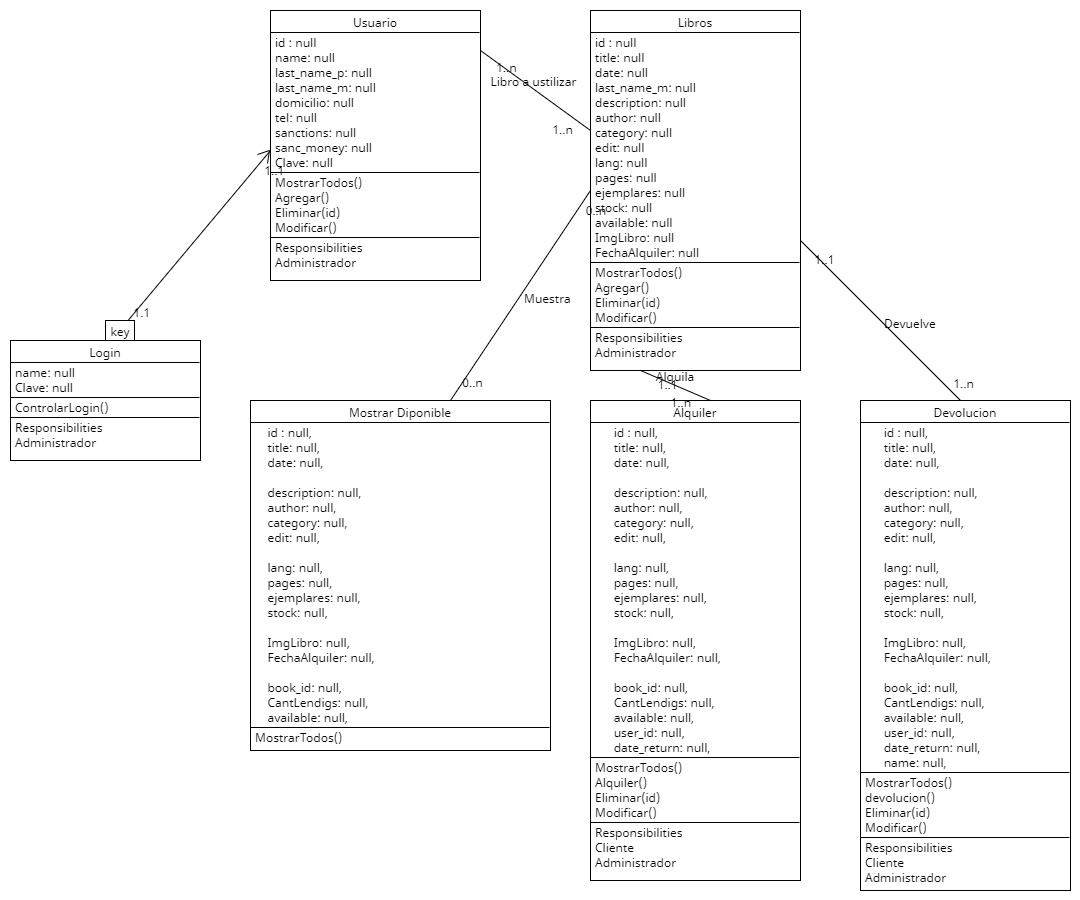 Usuario
id : null
name: null
last_name_p: null
last_name_m: null
domicilio: null
tel: null
sanctions: null
sanc_money: null
Clave: null
MostrarTodos()
Agregar()
Eliminar(id)
Modificar()
Responsibilities
Administrador
1..n
Libro a ustilizar
1..n
Libros
id : null
title: null
date: null
last_name_m: null
description: null
author: null
category: null
edit: null
lang: null
pages: null
ejemplares: null
stock: null
available: null
ImgLibro: null
FechaAlquiler: null
MostrarTodos()
Agregar()
Eliminar(id)
Modificar()
Responsibilities
Administrador
1..1
1.1
key
Login
name: null
Clave: null
ControlarLogin()
Responsibilities
Administrador
0..n
Muestra
0..n
1..1
Devuelve
1..n
Alquila
1..1
1..n
Mostrar Diponible
id : null,
title: null,
date: null,
description: null,
author: null,
category: null,
edit: null,
lang: null,
pages: null,
ejemplares: null,
stock: null,
ImgLibro: null,
FechaAlquiler: null,
book_id: null,
CantLendigs: null,
available: null,
MostrarTodos()
Alquiler
id : null,
title: null,
date: null,
description: null,
author: null,
category: null,
edit: null,
lang: null,
pages: null,
ejemplares: null,
stock: null,
ImgLibro: null,
FechaAlquiler: null,
book_id: null,
CantLendigs: null,
available: null,
user_id: null,
date_return: null,
MostrarTodos()
Alquiler()
Eliminar(id)
Modificar()
Responsibilities
Cliente
Administrador
Devolucion
id : null,
title: null,
date: null,
description: null,
author: null,
category: null,
edit: null,
lang: null,
pages: null,
ejemplares: null,
stock: null,
ImgLibro: null,
FechaAlquiler: null,
book_id: null,
CantLendigs: null,
available: null,
user_id: null,
date_return: null,
name: null,
MostrarTodos()
devolucion()
Eliminar(id)
Modificar()
Responsibilities
Cliente
Administrador